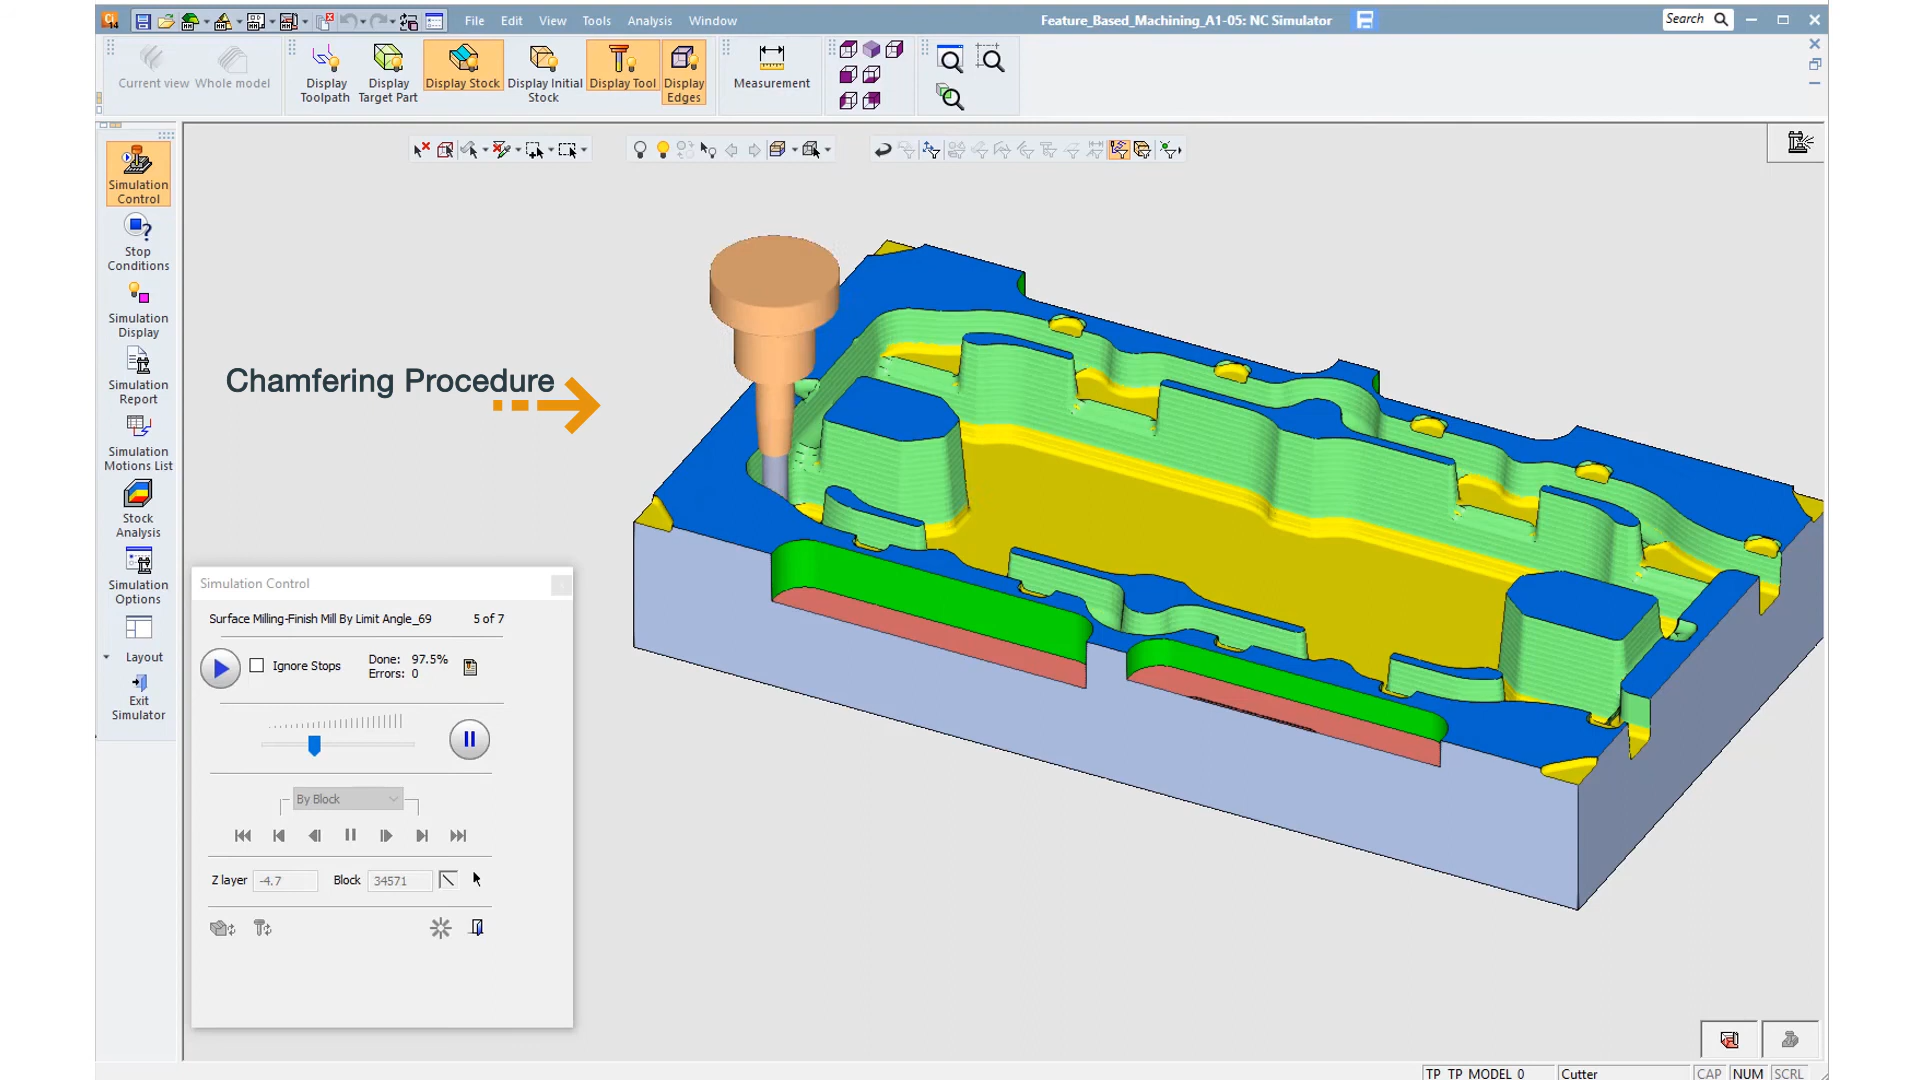 File Edit View Tools Analysis Window
Feature_Based_Machining_A1-05: NC Simulator
Search
Current view Whole model
Display Toolpath
Display Target Part
Display Stock
Display Initial Stock
Display Tool
Display Edges
Measurement
Simulation
Control
Stop
Conditions
Simulation
Display
Simulation
Report
Simulation
Motions List
Stock
Analysis
Simulation
Options
Layout
Exit
Simulator
Chamfering Procedure
Simulation Control
Surface Milling-Finish Mill By Limit Angle_69 5 of 7
Ignore Stops
Done: 97.5%
Errors: 0
By Block
Z layer -4.7 Block 34571
TP_TP_MODEL_0 Cutter CAP NUM SCRL